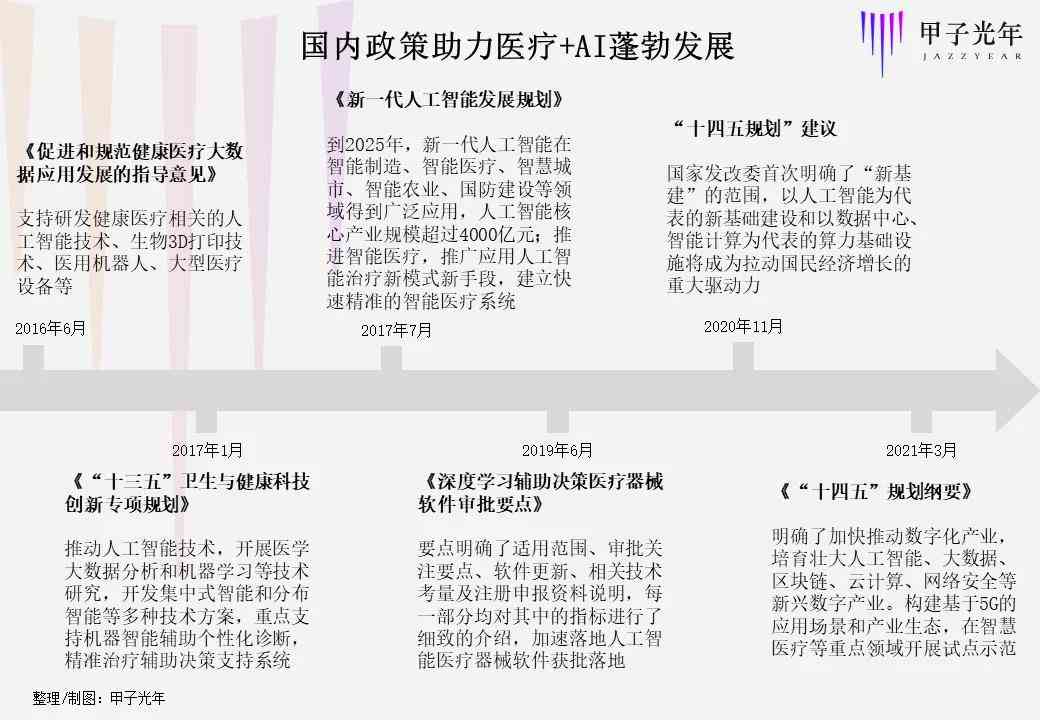 国内政策助力医疗+AI蓬勃发展
甲子光年
JAZZYEAR
《促进和规范健康医疗大数
据应用发展的指导意见》
支持研发健康医疗相关的人
工智能技术、生物3D打印技
术、医用机器人、大型医疗
设备等
2016年6月
《新一代人工智能发展规划》
到2025年，新一代人工智能在
智能制造、智能医疗、智慧城
市、智能农业、国防建设等领
域得到广泛应用，人工智能核
心产业规模超过4000亿元；推
进智能医疗，推广应用人工智
能治疗新模式新手段，建立快
速精准的智能医疗系统
2017年7月
“十四五规划”建议
国家发改委首次明确了“新基
建”的范围，以人工智能为代
表的新基础建设和以数据中心、
智能计算为代表的算力基础设
施将成为拉动国民经济增长的
重大驱动力
2020年11月
2017年1月
《“十三五”卫生与健康科技
创新专项规划》
推动人工智能技术，开展医学
大数据分析和机器学习等技术
研究，开发集中式智能和分布
智能等多种技术方案，重点支
持机器智能辅助个性化诊断，
精准治疗辅助决策支持系统
2019年6月
《深度学习辅助决策医疗器械
软件审批要点》
要点明确了适用范围、审批关
注要点、软件更新、相关技术
考量及注册申报资料说明，每
一部分均对其中的指标进行了
细致的介绍，加速落地人工智
能医疗器械软件获批落地
2021年3月
《“十四五”规划纲要》
明确了加快推动数字化产业，
培育壮大人工智能、大数据、
区块链、云计算、网络安全等
新兴数字产业。构建基于5G的
应用场景和产业生态，在智慧
医疗等重点领域开展试点示范
整理/制图：甲子光年